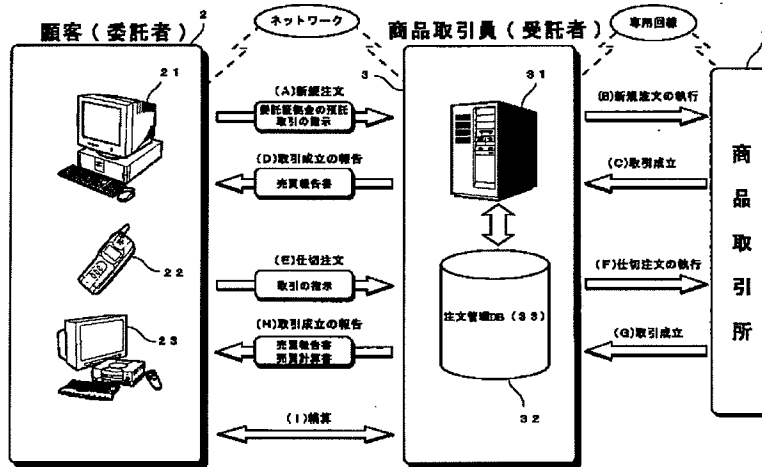 顧客(委託者)
2
ネットワーク
商品取引員(受託者)
専用回線
21
22
23
3
(A)新規注文
委託証拠金の預託
取引の指示
(D)取引成立の報告
売買報告書
(E)仕切注文
取引の指示
(H)取引成立の報告
売買報告書
売買計算書
(I)精算
31
注文管理DB(33)
32
(B)新規注文の執行
(C)取引成立
(F)仕切注文の執行
(G)取引成立
商品取引所